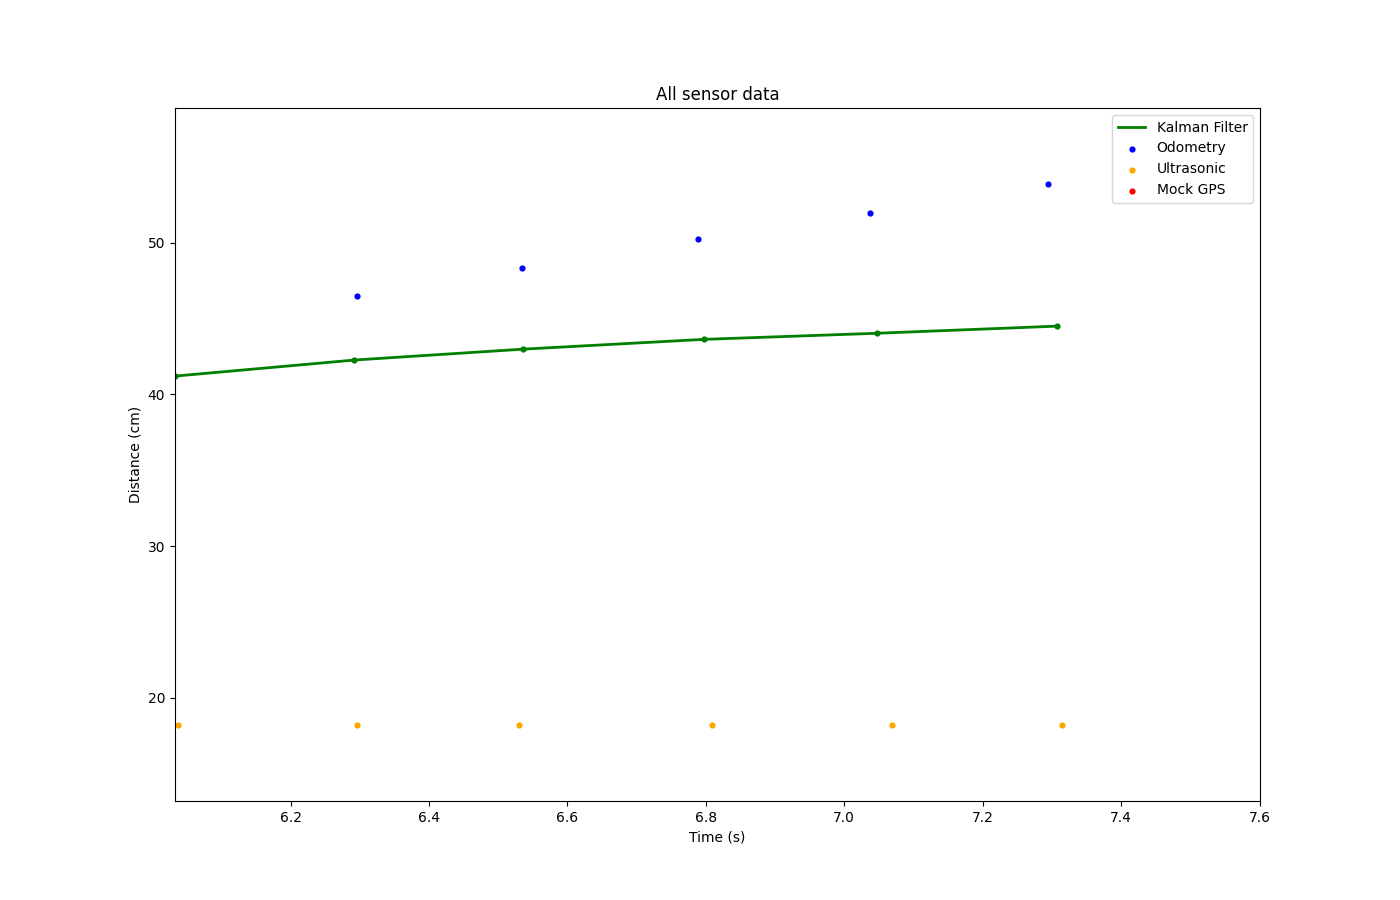 All sensor data
Kalman Filter
Odometry
Ultrasonic
Mock GPS
50
40
30
20
Distance (cm)
6.2 6.4 6.6 6.8 7.0 7.2 7.4 7.6
Time (s)